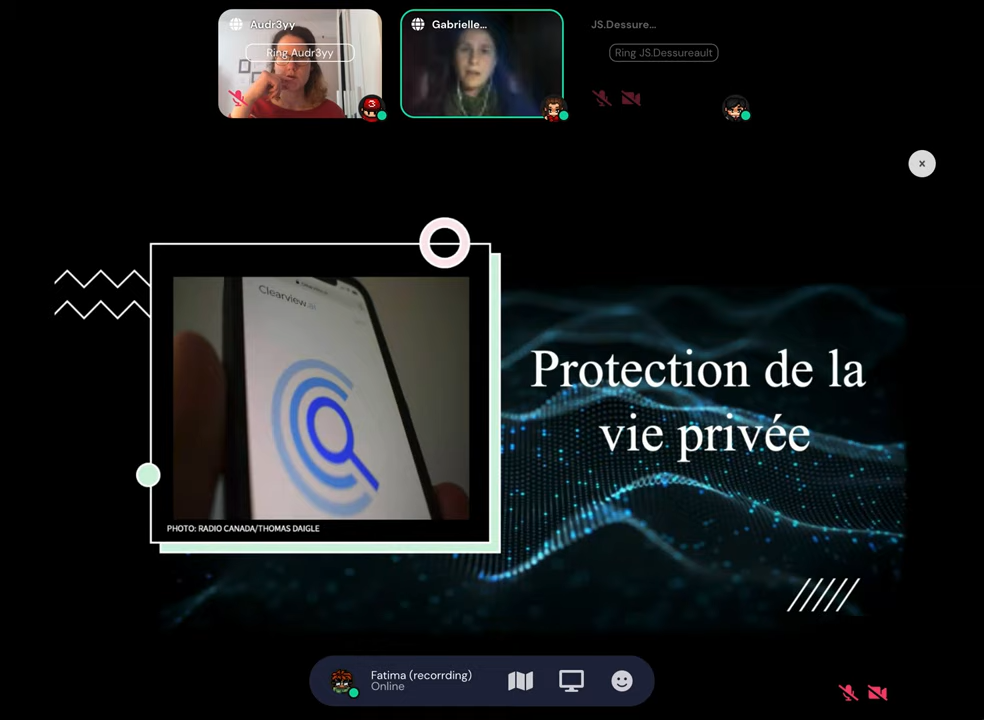 Audr3yy
Ring Audr3yy
Gabrielle...
JS.Dessure...
Ring JS.Dessureault
x
Clearview
PHOTO: RADIO CANADA/THOMAS DAIGLE
Protection de la
vie privée
Fatima (recorrding)
Online